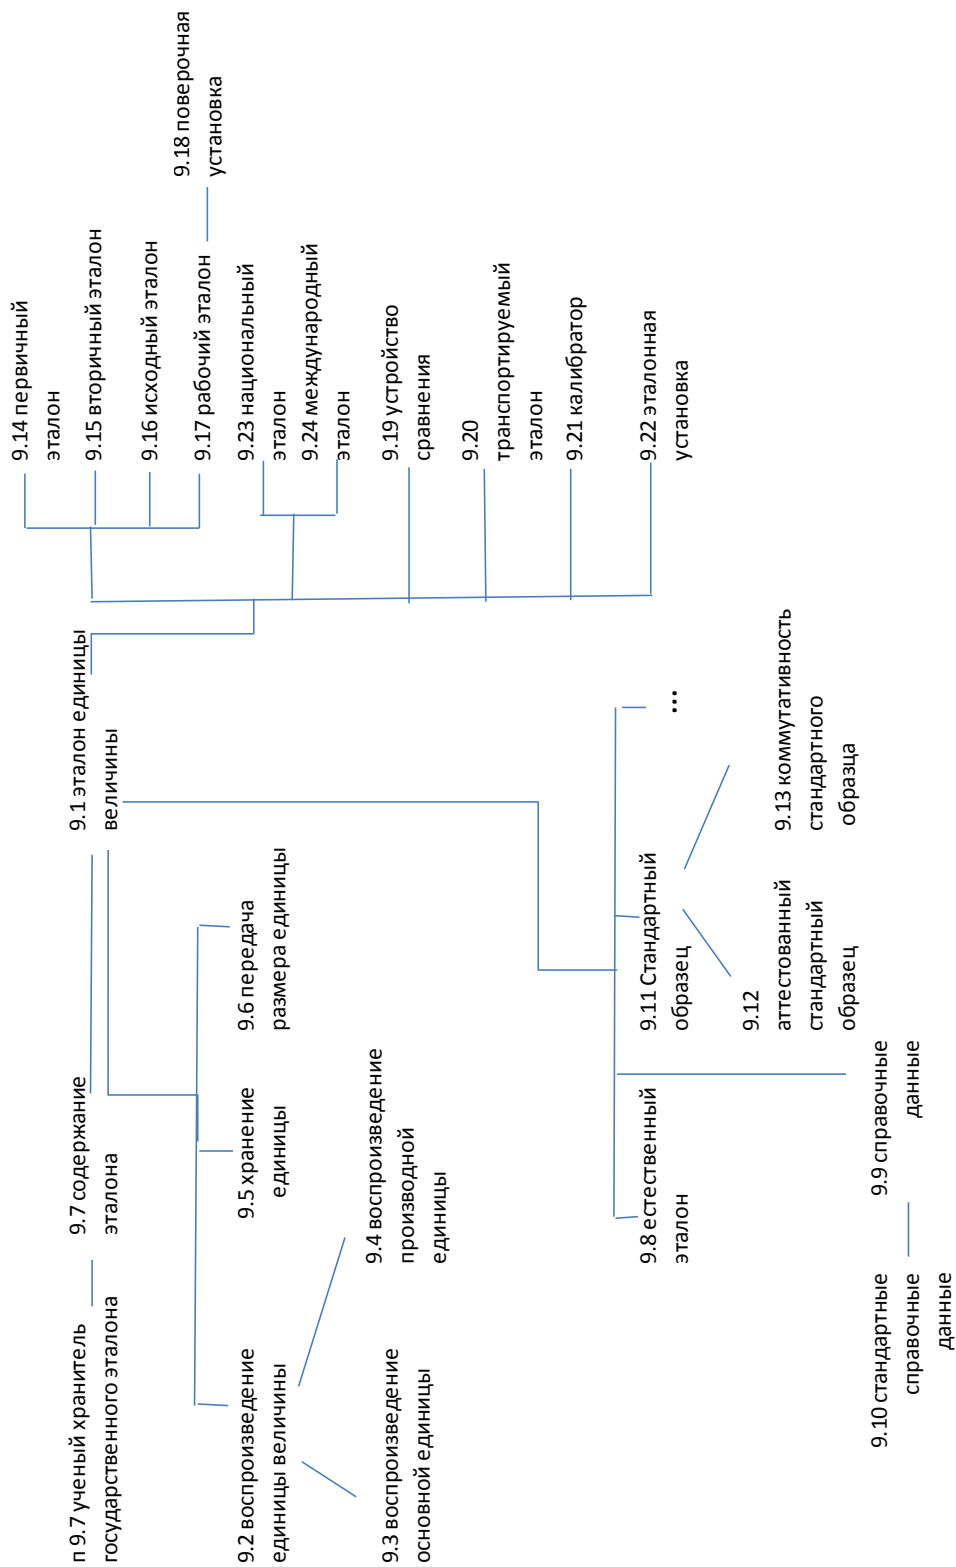 п 9.7 ученый хранитель
государственного эталона
9.7 содержание
эталона
9.1 эталон единицы
величины
9.14 первичный
эталон
9.15 вторичный эталон
9.16 исходный эталон
9.17 рабочий эталон
9.18 поверочная
установка
9.23 национальный
эталон
9.24 международный
эталон
9.19 устройство
сравнения
9.20
транспортируемый
эталон
9.21 калибратор
9.22 эталонная
установка
9.2 воспроизведение
единицы величины
9.5 хранение
единицы
9.6 передача
размера единицы
9.3 воспроизведение
основной единицы
9.4 воспроизведение
производной
единицы
9.8 естественный
эталон
9.11 Стандартный
образец
...
9.12
аттестованный
стандартный
образец
9.13 коммутативность
стандартного
образца
9.10 стандартные
справочные
данные
9.9 справочные
данные